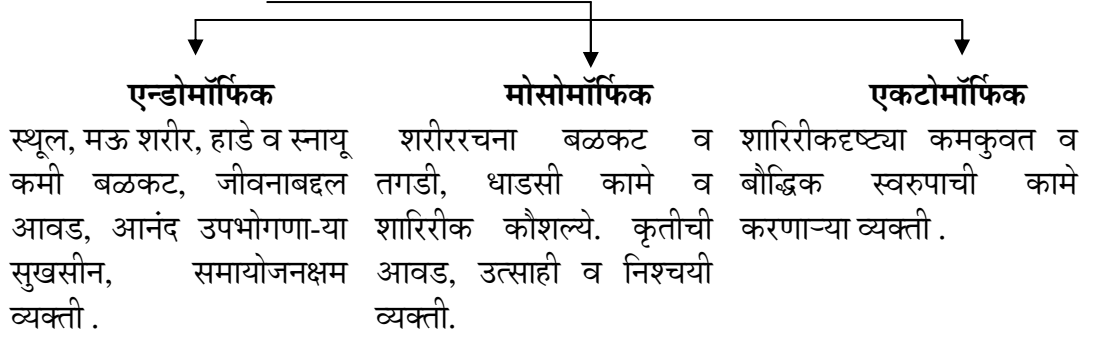 एन्डोमॉर्फिक
स्थूल, मऊ शरीर, हाडे व स्नायू
कमी बळकट, जीवनाबद्दल
आवड, आनंद उपभोगणा-या
सुखसीन, समायोजनक्षम
व्यक्ती .
मोसोमॉर्फिक
शरीररचना बळकट व
तगडी, धाडसी कामे व
शारिरीक कौशल्ये. कृतीची
आवड, उत्साही व निश्चयी
व्यक्ती.
एकटोमॉर्फिक
शारिरीकदृष्ट्या कमकुवत व
बौद्धिक स्वरुपाची कामे
करणाऱ्या व्यक्ती .